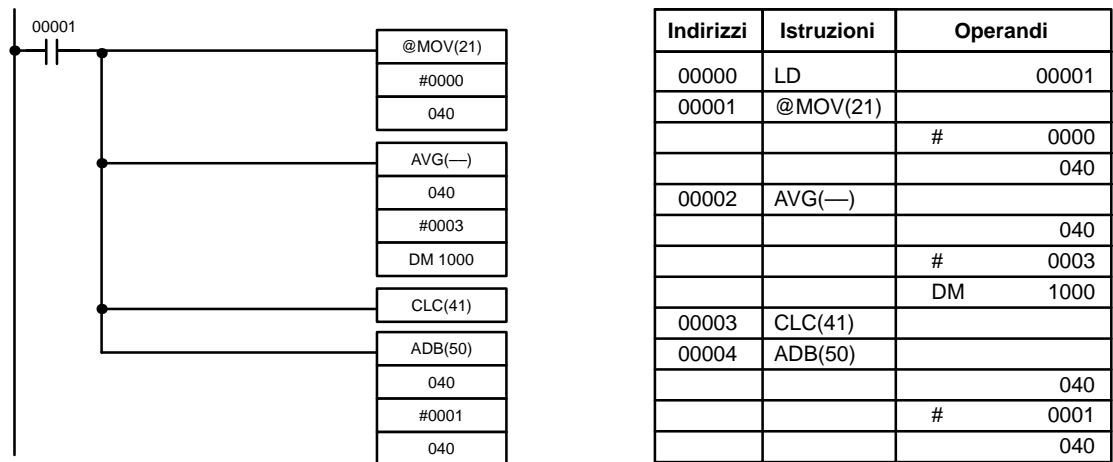 00001
@MOV(21)
#0000
040
AVG(––)
040
#0003
DM 1000
CLC(41)
ADB(50)
040
#0001
040
Indirizzi Istruzioni Operandi
00000 LD 00001
00001 @MOV(21)
# 0000
040
00002 AVG(––)
040
# 0003
DM 1000
00003 CLC(41)
00004 ADB(50)
040
# 0001
040